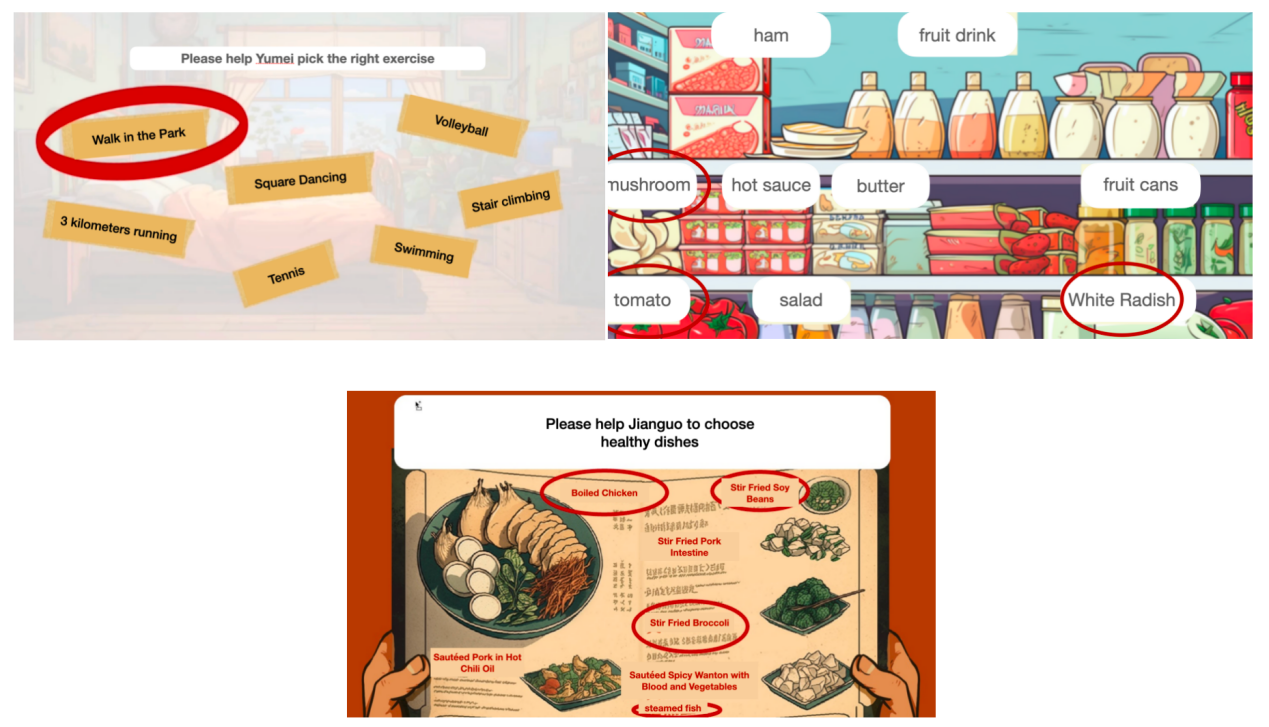 Please help Yumei pick the right exercise
Walk in the Park
Volleyball
Square Dancing
Stair climbing
3 kilometers running
Swimming
Tennis
ham
fruit drink
mushroom
hot sauce
butter
fruit cans
tomato
salad
White Radish
Please help Jianguo to choose
healthy dishes
Boiled Chicken
Stir Fried Soy
Beans
Stir Fried Pork
Intestine
Stir Fried Broccoli
Sautéed Pork in Hot
Chili Oil
Sautéed Spicy Wanton with
Blood and Vegetables
steamed fish